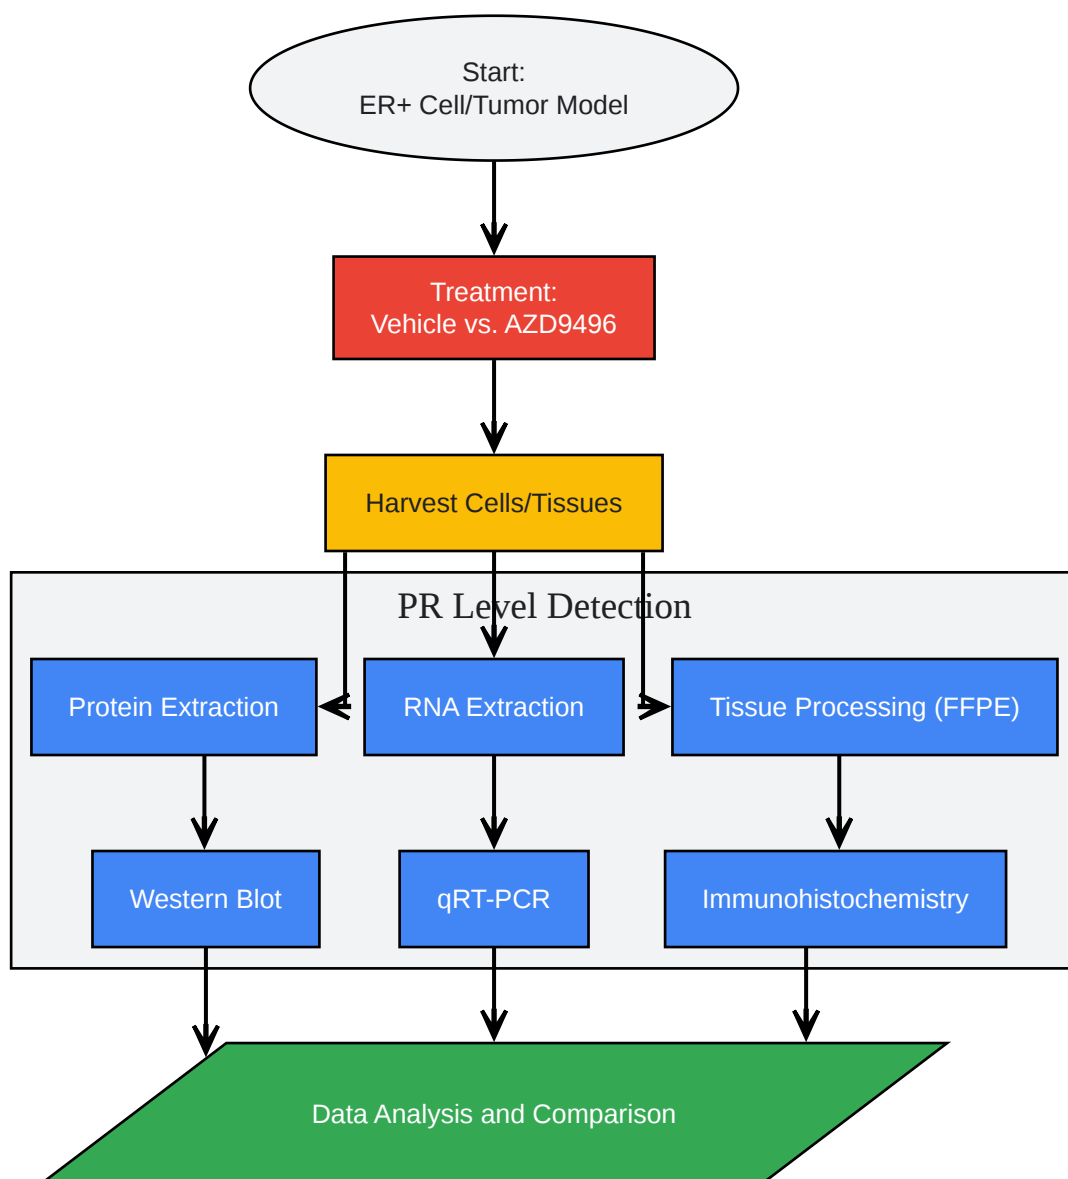 Start:
ER+ Cell/Tumor Model
Treatment:
Vehicle vs. AZD9496
Harvest Cells/Tissues
PR Level Detection
Protein Extraction
RNA Extraction
Tissue Processing (FFPE)
Western Blot
qRT-PCR
Immunohistochemistry
Data Analysis and Comparison